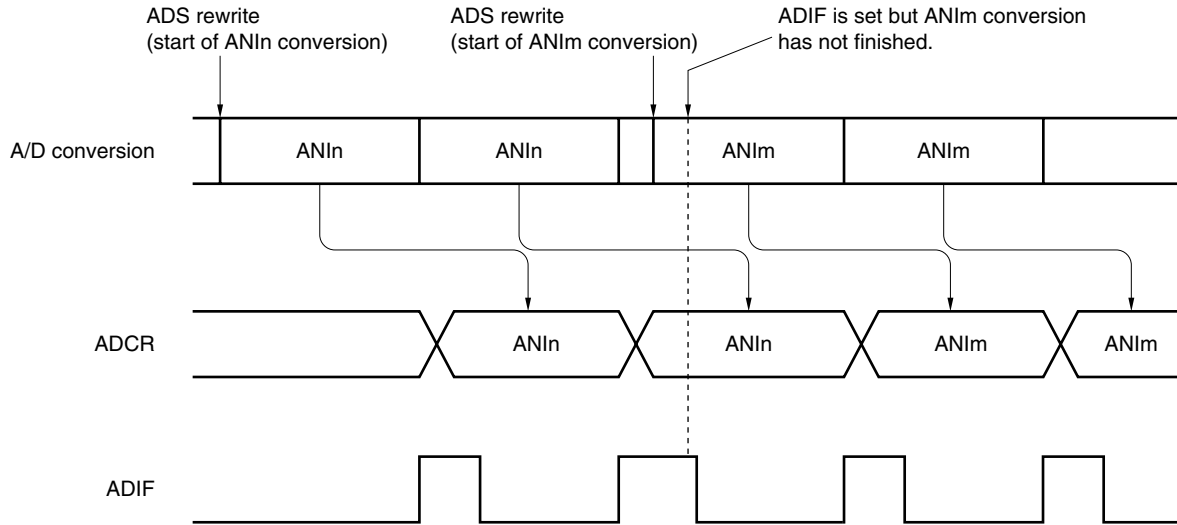 ADS rewrite
(start of ANIn conversion)
ADS rewrite
(start of ANIm conversion)
ADIF is set but ANIm conversion
has not finished.
A/D conversion
ANIn
ANIn
ANIm
ANIm
ADCR
ANIn
ANIn
ANIm
ANIm
ADIF